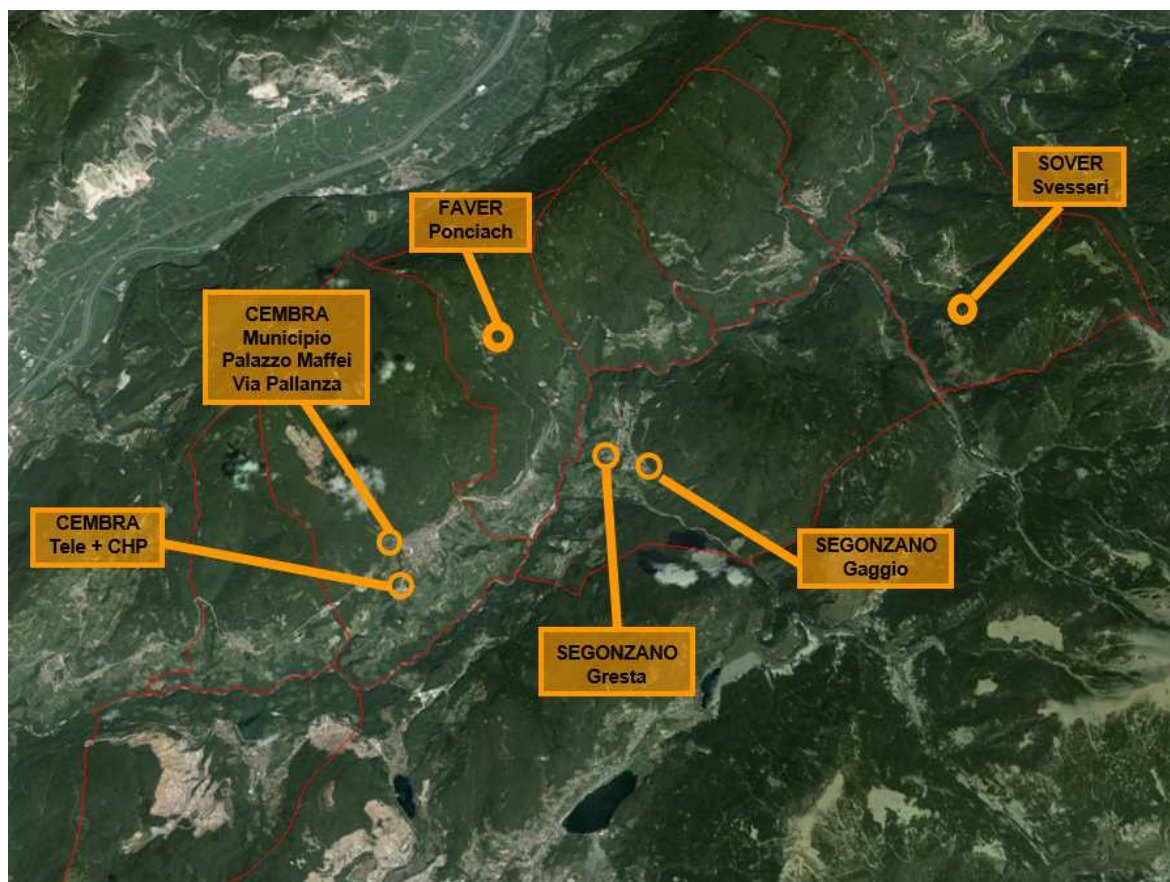 SOVER
Svesseri
FAVER
Ponciach
CEMBRA
Municipio
Palazzo Maffei
Via Pallanza
CEMBRA
Tele + CHP
SEGONZANO
Gaggio
SEGONZANO
Gresta